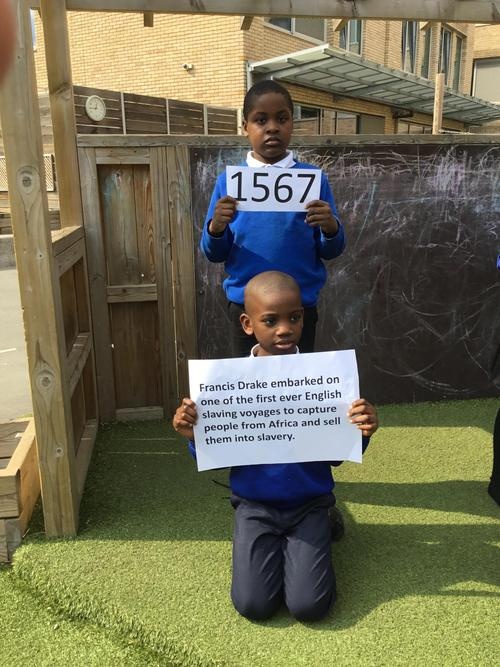 1567
Francis Drake embarked on
one of the first ever English
slaving voyages to capture
people from Africa and sell
them into slavery.